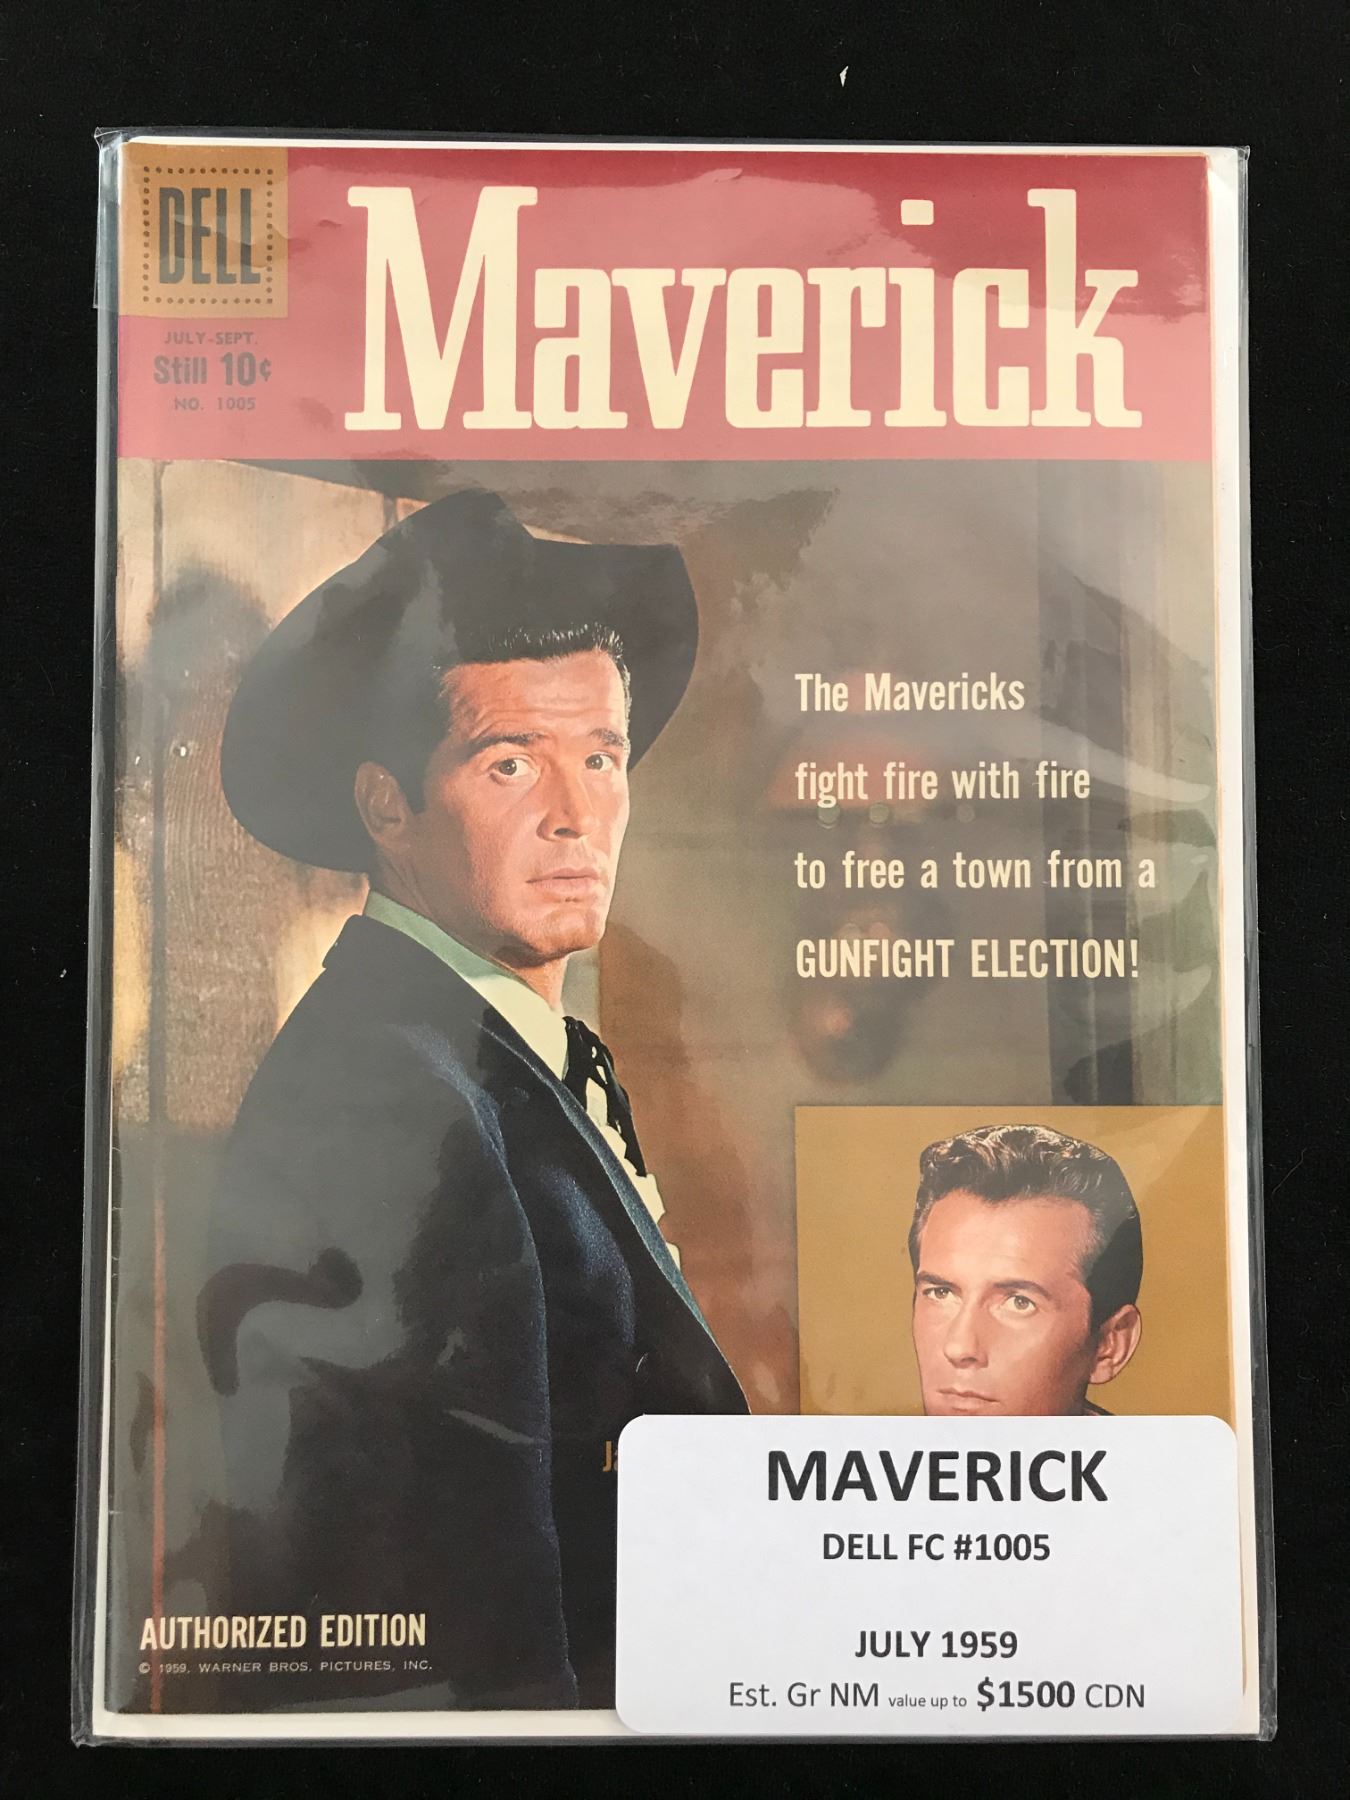 DELL
Maverick
JULY-SEPT.
Still 10¢
NO. 1005
The Mavericks
fight fire with fire
to free a town from a
GUNFIGHT ELECTION!
MAVERICK
DELL FC #1005
JULY 1959
Est. Gr NM value up to $1500 CDN
AUTHORIZED EDITION
© 1959, WARNER BROS. PICTURES, INC.